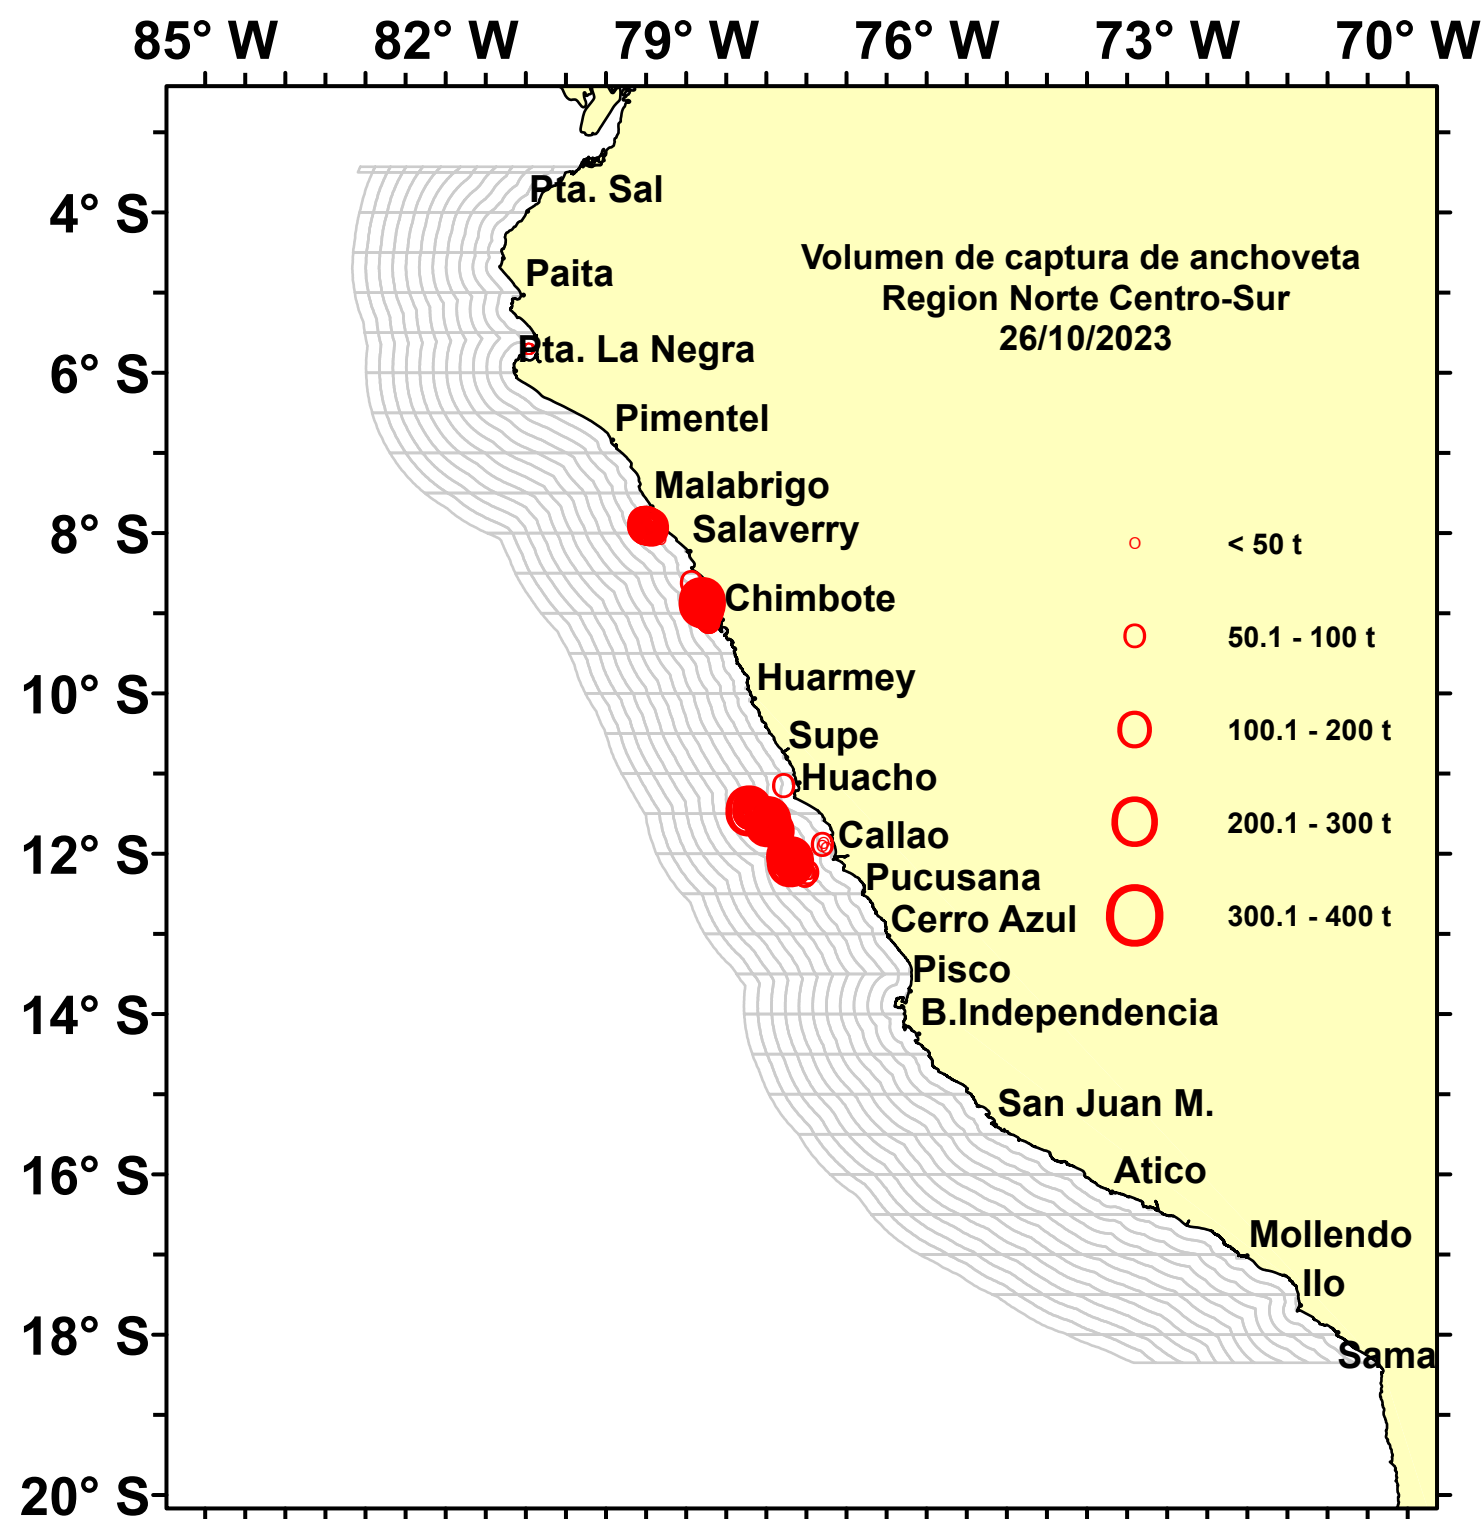 85° W 82° W 79° W 76° W 73° W 70° W
4° S
6° S
8° S
10° S
12° S
14° S
16° S
18° S
20° S
Volumen de captura de anchoveta
Region Norte Centro-Sur
26/10/2023
Pta. Sal
Paita
Pta. La Negra
Pimentel
Malabrigo
Salaverry
Chimbote
Huarmey
Supe
Huacho
Callao
Pucusana
Cerro Azul
Pisco
B.Independencia
San Juan M.
Atico
Mollendo
Ilo
Sama
< 50 t
50.1 - 100 t
100.1 - 200 t
200.1 - 300 t
300.1 - 400 t